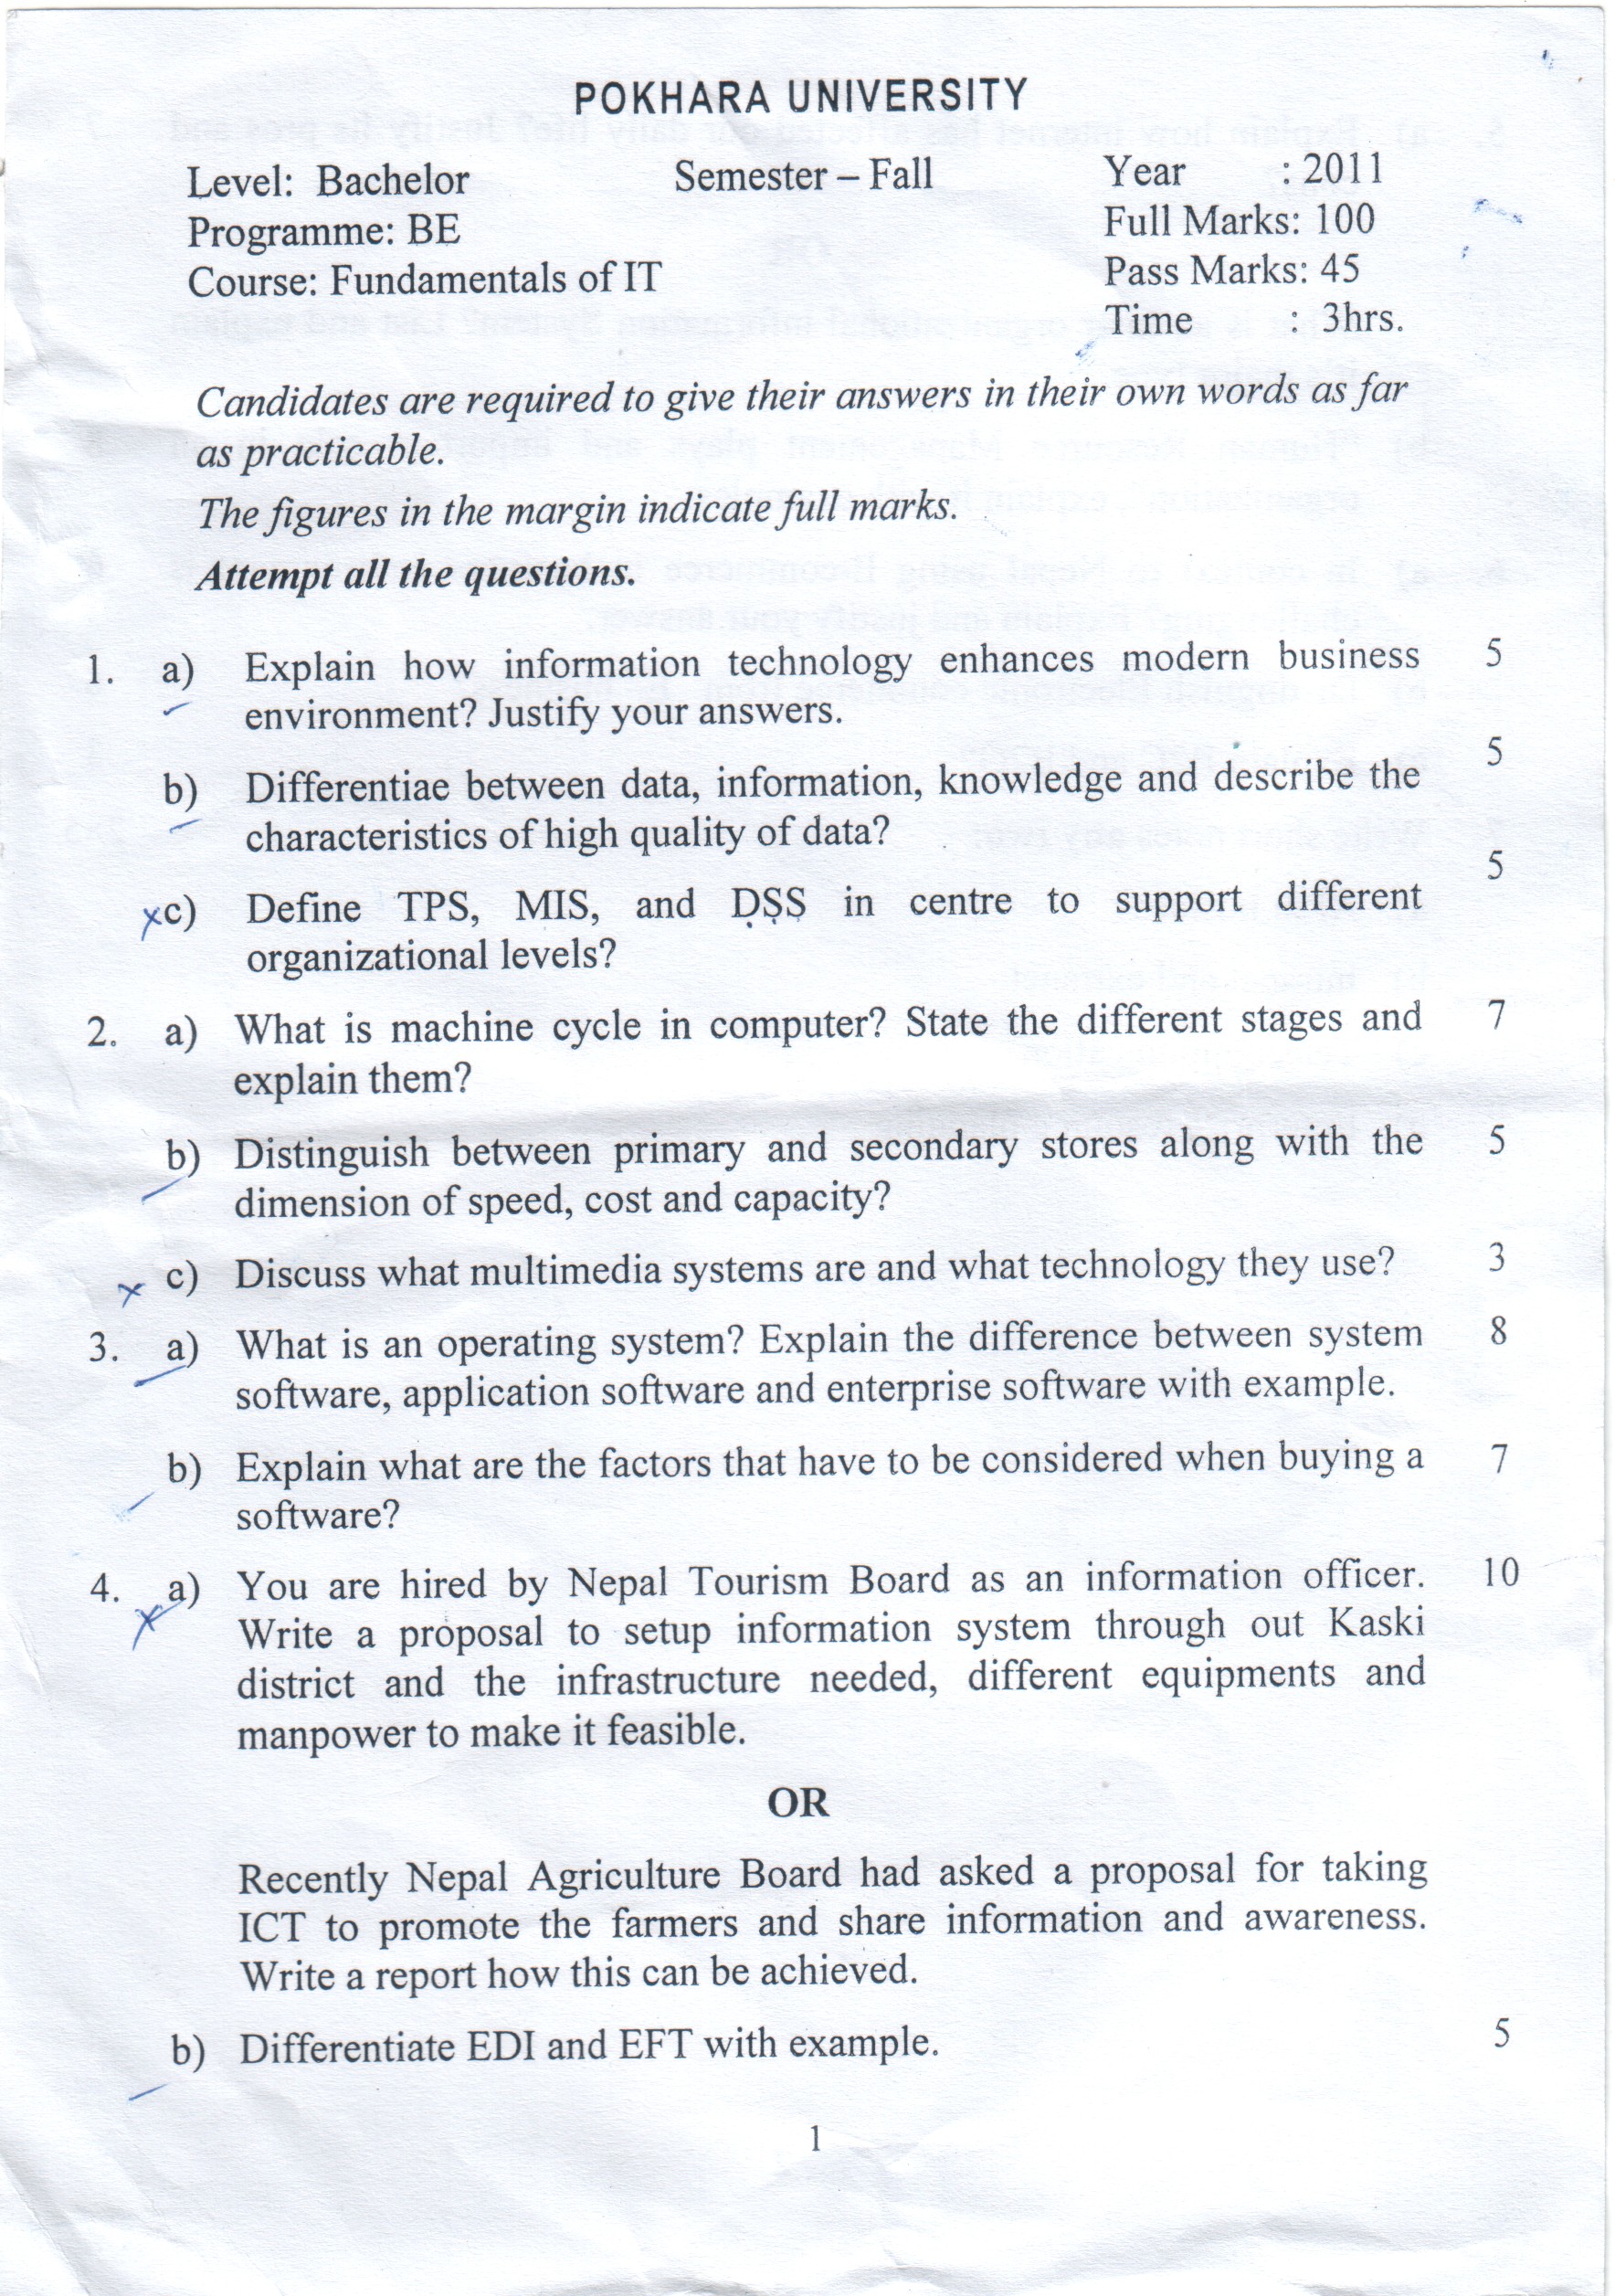 POKHARA UNIVERSITY
Level: Bachelor Semester – Fall Year : 2011
Programme: BE Full Marks: 100
Course: Fundamentals of IT Pass Marks: 45
Time : 3hrs.
Candidates are required to give their answers in their own words as far
as practicable.
The figures in the margin indicate full marks.
Attempt all the questions.
1. a) Explain how information technology enhances modern business 5
environment? Justify your answers.
b) Differentiae between data, information, knowledge and describe the 5
characteristics of high quality of data?
c) Define TPS, MIS, and DSS in centre to support different 5
organizational levels?
2. a) What is machine cycle in computer? State the different stages and 7
explain them?
b) Distinguish between primary and secondary stores along with the 5
dimension of speed, cost and capacity?
c) Discuss what multimedia systems are and what technology they use? 3
3. a) What is an operating system? Explain the difference between system 8
software, application software and enterprise software with example.
b) Explain what are the factors that have to be considered when buying a 7
software?
4. a) You are hired by Nepal Tourism Board as an information officer. 10
Write a proposal to setup information system through out Kaski
district and the infrastructure needed, different equipments and
manpower to make it feasible.
OR
Recently Nepal Agriculture Board had asked a proposal for taking
ICT to promote the farmers and share information and awareness.
Write a report how this can be achieved.
b) Differentiate EDI and EFT with example. 5
1